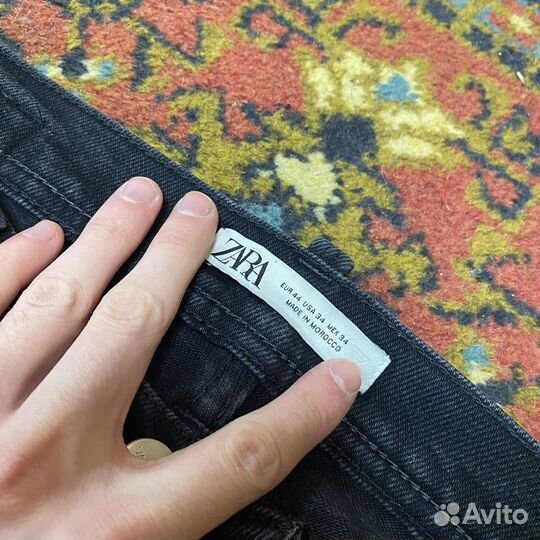 ZARA
EUR 44 USA 34 MEX 34
MADE IN MOROCCO
Avito